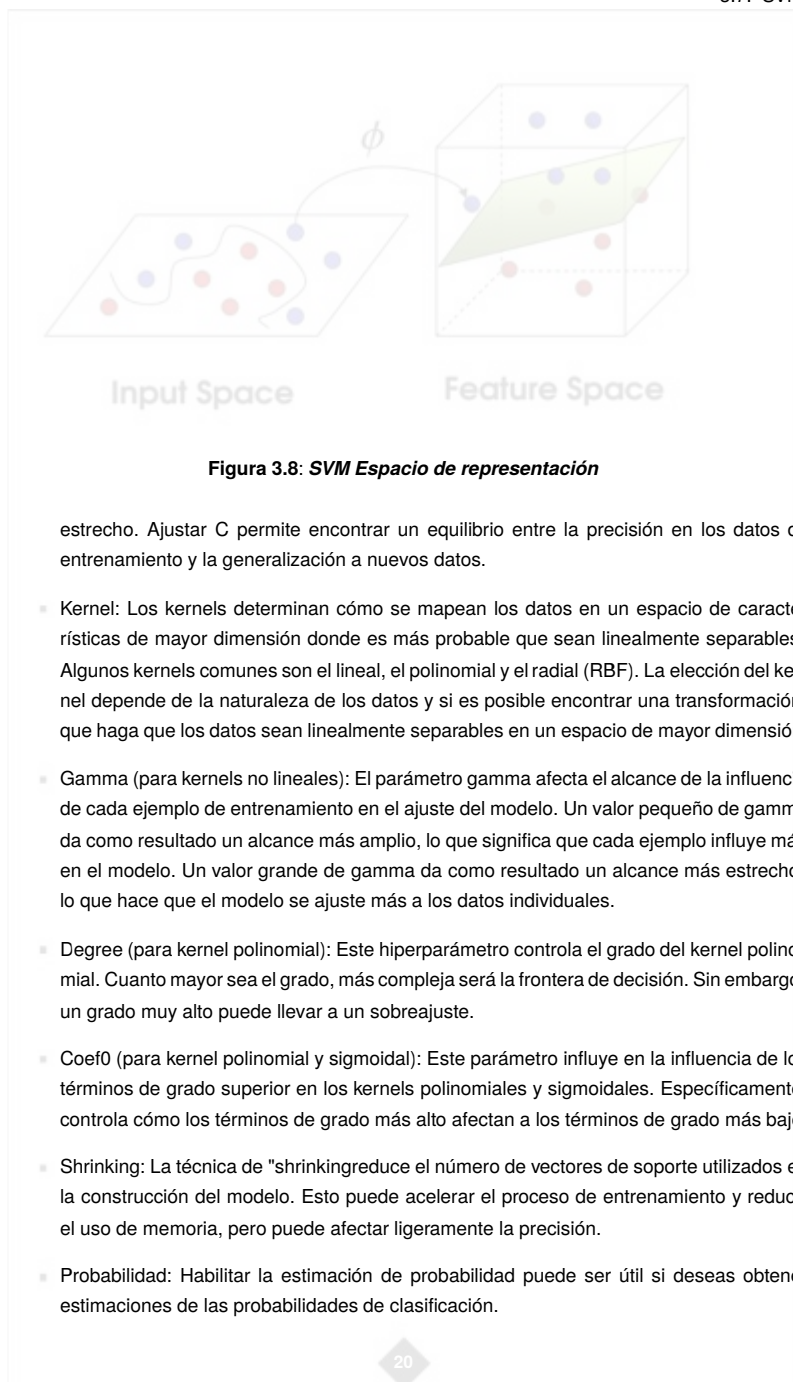 ϕ
Input Space
Feature Space
Figura 3.8: SVM Espacio de representación
estrecho. Ajustar C permite encontrar un equilibrio entre la precisión en los datos
entrenamiento y la generalización a nuevos datos.
Kernel: Los kernels determinan cómo se mapean los datos en un espacio de caracte
rísticas de mayor dimensión donde es más probable que sean linealmente separables
Algunos kernels comunes son el lineal, el polinomial y el radial (RBF). La elección del ker
nel depende de la naturaleza de los datos y si es posible encontrar una transformación
que haga que los datos sean linealmente separables en un espacio de mayor dimensió
Gamma (para kernels no lineales): El parámetro gamma afecta el alcance de la influenci
de cada ejemplo de entrenamiento en el ajuste del modelo. Un valor pequeño de gamm
da como resultado un alcance más amplio, lo que significa que cada ejemplo influye má
en el modelo. Un valor grande de gamma da como resultado un alcance más estrecho
lo que hace que el modelo se ajuste más a los datos individuales.
Degree (para kernel polinomial): Este hiperparámetro controla el grado del kernel polino
mial. Cuanto mayor sea el grado, más compleja será la frontera de decisión. Sin embargo
un grado muy alto puede llevar a un sobreajuste.
Coef0 (para kernel polinomial y sigmoidal): Este parámetro influye en la influencia de lo
términos de grado superior en los kernels polinomiales y sigmoidales. Específicamente
controla cómo los términos de grado más alto afectan a los términos de grado más baj
Shrinking: La técnica de "shrinkingreduce el número de vectores de soporte utilizados e
la construcción del modelo. Esto puede acelerar el proceso de entrenamiento y reduc
el uso de memoria, pero puede afectar ligeramente la precisión.
Probabilidad: Habilitar la estimación de probabilidad puede ser útil si deseas obtene
estimaciones de las probabilidades de clasificación.
20